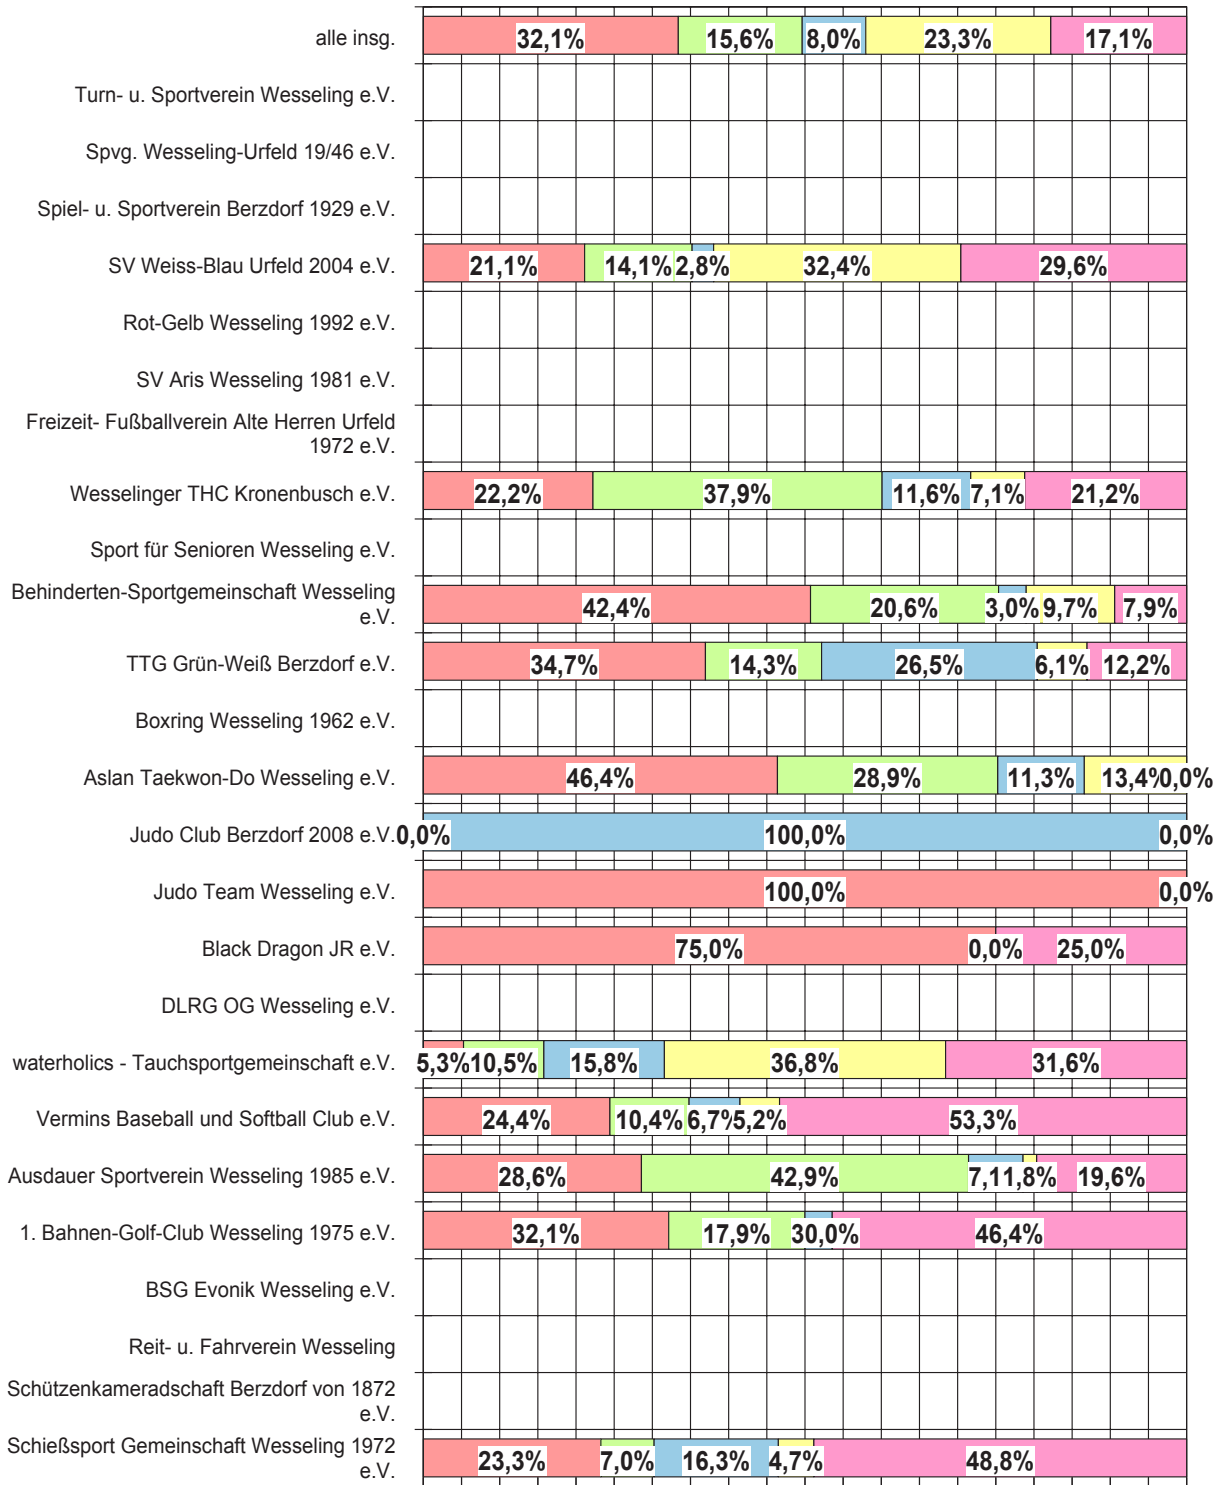 alle insg. 32,1% 15,6% 8,0% 23,3% 17,1%
Turn- u. Sportverein Wesseling e.V.
Spvg. Wesseling-Urfeld 19/46 e.V.
Spiel- u. Sportverein Berzdorf 1929 e.V.
SV Weiss-Blau Urfeld 2004 e.V. 21,1% 14,1% 2,8% 32,4% 29,6%
Rot-Gelb Wesseling 1992 e.V.
SV Aris Wesseling 1981 e.V.
Freizeit- Fußballverein Alte Herren Urfeld
1972 e.V.
Wesselinger THC Kronenbusch e.V. 22,2% 37,9% 11,6% 7,1% 21,2%
Sport für Senioren Wesseling e.V.
Behinderten-Sportgemeinschaft Wesseling
e.V. 42,4% 20,6% 3,0% 9,7% 7,9%
TTG Grün-Weiß Berzdorf e.V. 34,7% 14,3% 26,5% 6,1% 12,2%
Boxring Wesseling 1962 e.V.
Aslan Taekwon-Do Wesseling e.V. 46,4% 28,9% 11,3% 13,4% 0,0%
Judo Club Berzdorf 2008 e.V. 0,0% 100,0% 0,0%
Judo Team Wesseling e.V. 100,0% 0,0%
Black Dragon JR e.V. 75,0% 0,0% 25,0%
DLRG OG Wesseling e.V.
waterholics - Tauchsportgemeinschaft e.V. 5,3% 10,5% 15,8% 36,8% 31,6%
Vermins Baseball und Softball Club e.V. 24,4% 10,4% 6,7% 5,2% 53,3%
Ausdauer Sportverein Wesseling 1985 e.V. 28,6% 42,9% 7,1 1,8% 19,6%
1. Bahnen-Golf-Club Wesseling 1975 e.V. 32,1% 17,9% 30,0% 46,4%
BSG Evonik Wesseling e.V.
Reit- u. Fahrverein Wesseling
Schützenkameradschaft Berzdorf von 1872
e.V.
Schießsport Gemeinschaft Wesseling 1972
e.V. 23,3% 7,0% 16,3% 4,7% 48,8%